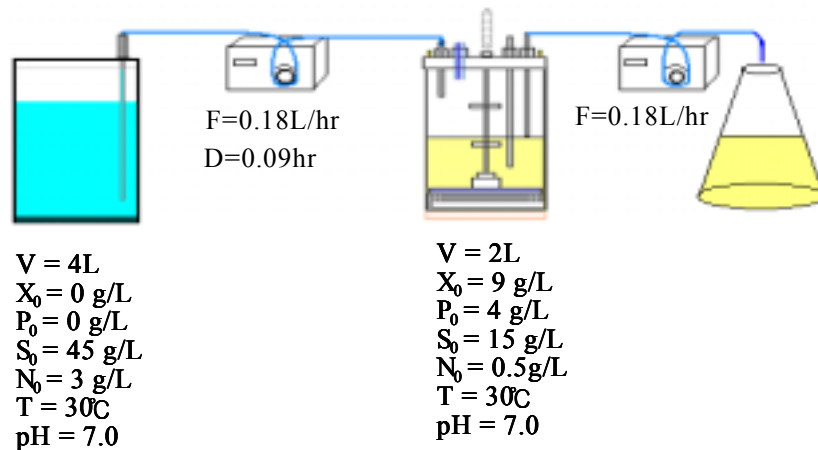 F=0.18L/hr
D=0.09hr
F=0.18L/hr
V = 4L
X₀ = 0 g/L
P₀ = 0 g/L
S₀ = 45 g/L
N₀ = 3 g/L
T = 30℃
pH = 7.0
V = 2L
X₀ = 9 g/L
P₀ = 4 g/L
S₀ = 15 g/L
N₀ = 0.5g/L
T = 30℃
pH = 7.0